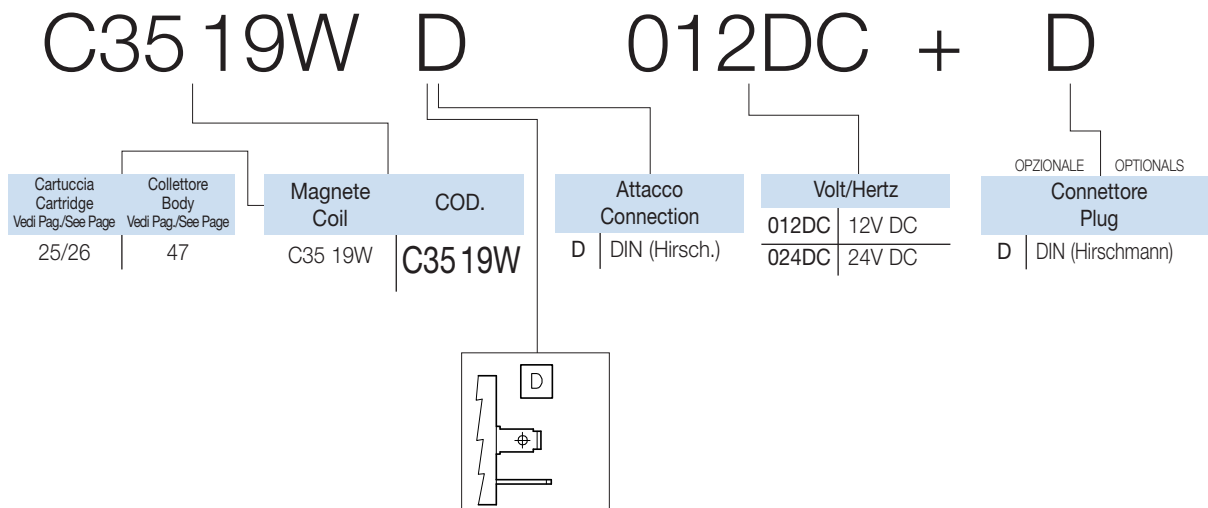 C35 19W D 012DC + D
OPZIONALE OPTIONALS
Cartuccia
Cartridge
Vedi Pag./See Page
25/26
Collettore
Body
Vedi Pag./See Page
47
Magnete
Coil
C35 19W
COD.
C35 19W
Attacco
Connection
D DIN (Hirsch.)
Volt/Hertz
012DC 12V DC
024DC 24V DC
Connettore
Plug
D DIN (Hirschmann)
D